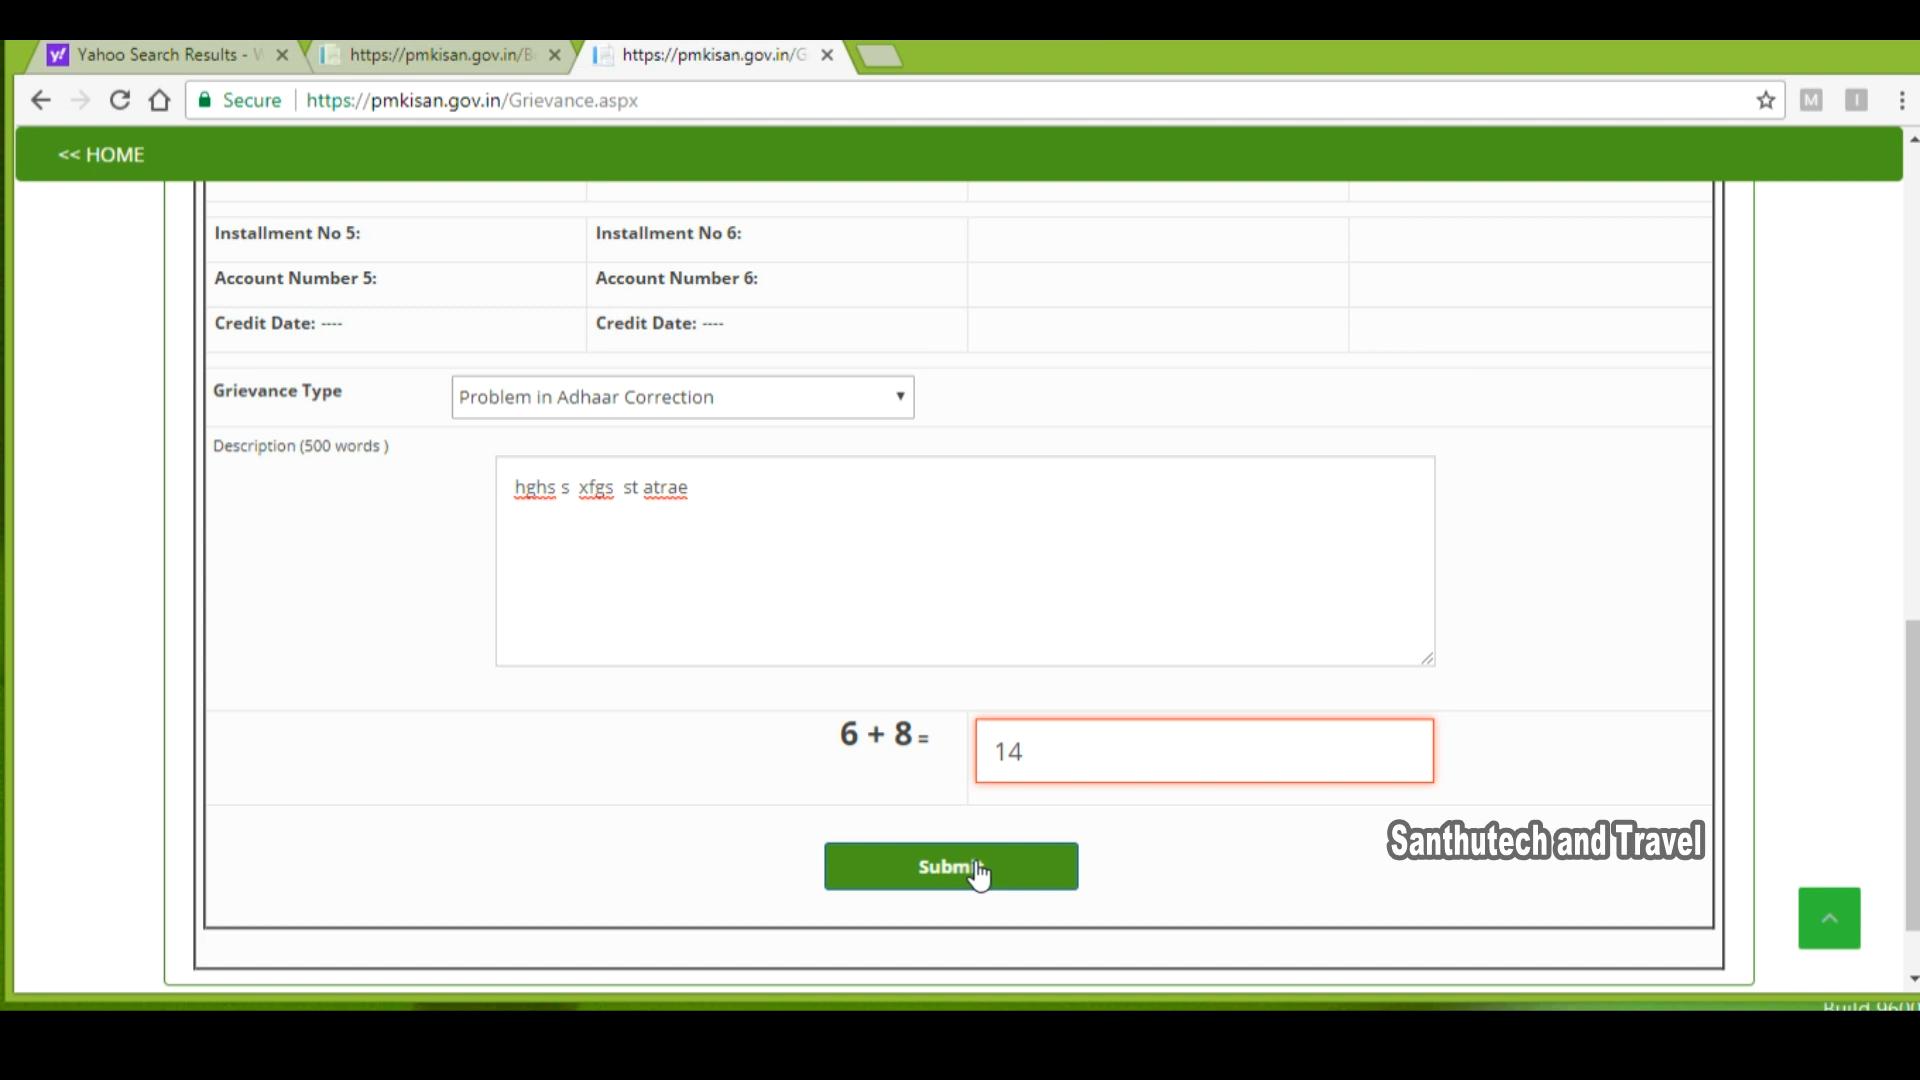 Yahoo Search Results -
https://pmkisan.gov.in/B
https://pmkisan.gov.in/G
Secure
https://pmkisan.gov.in/Grievance.aspx
M
I
<< HOME
Installment No 5:
Installment No 6:
Account Number 5:
Account Number 6:
Credit Date: ----
Credit Date: ----
Grievance Type
Problem in Adhaar Correction
Description (500 words )
hghs s xfgs st atrae
6 + 8 =
14
Submit
Santhutech and Travel
Build 9600